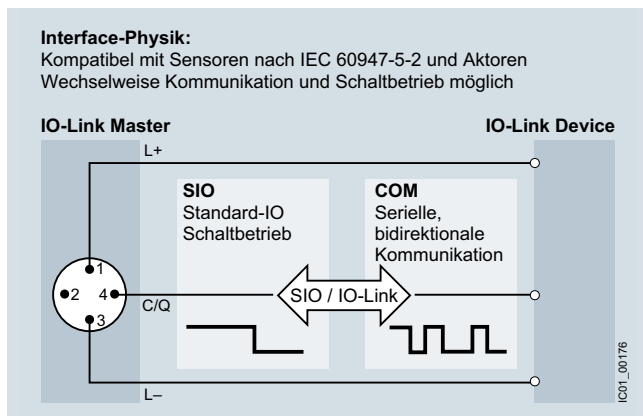 Interface-Physik:
Kompatibel mit Sensoren nach IEC 60947-5-2 und Aktoren
Wechselweise Kommunikation und Schaltbetrieb möglich
IO-Link Master
IO-Link Device
L+
SIO
Standard-IO
Schaltbetrieb
COM
Serielle,
bidirektionale
Kommunikation
1
2
4
3
C/Q
SIO / IO-Link
L–
IC01_00176